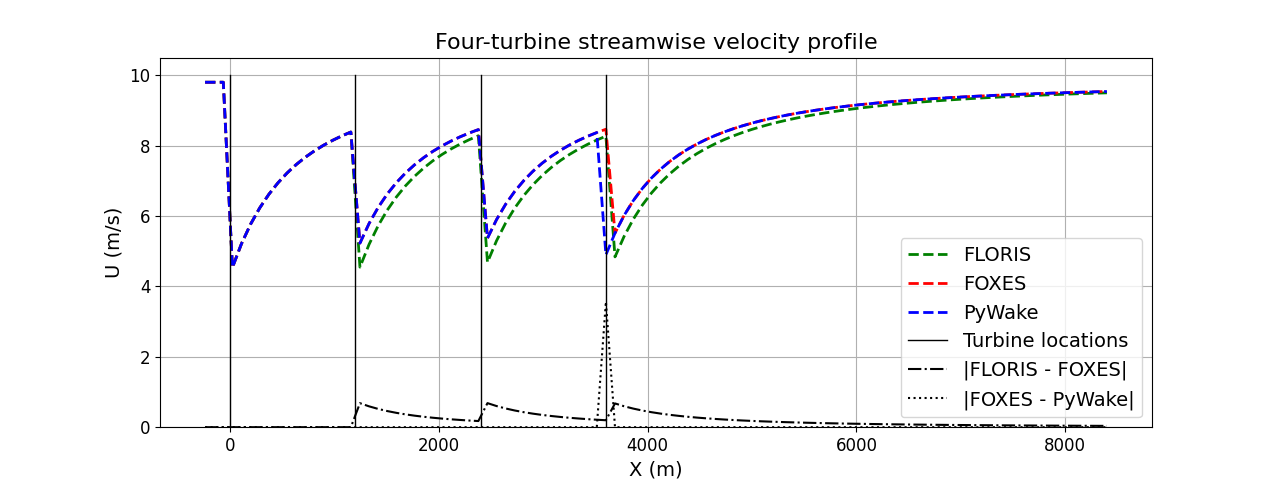 Four-turbine streamwise velocity profile
10
8
6
4
2
0
U (m/s)
FLORIS
FOXES
PyWake
Turbine locations
|FLORIS - FOXES|
|FOXES - PyWake|
0 2000 4000 6000 8000
X (m)